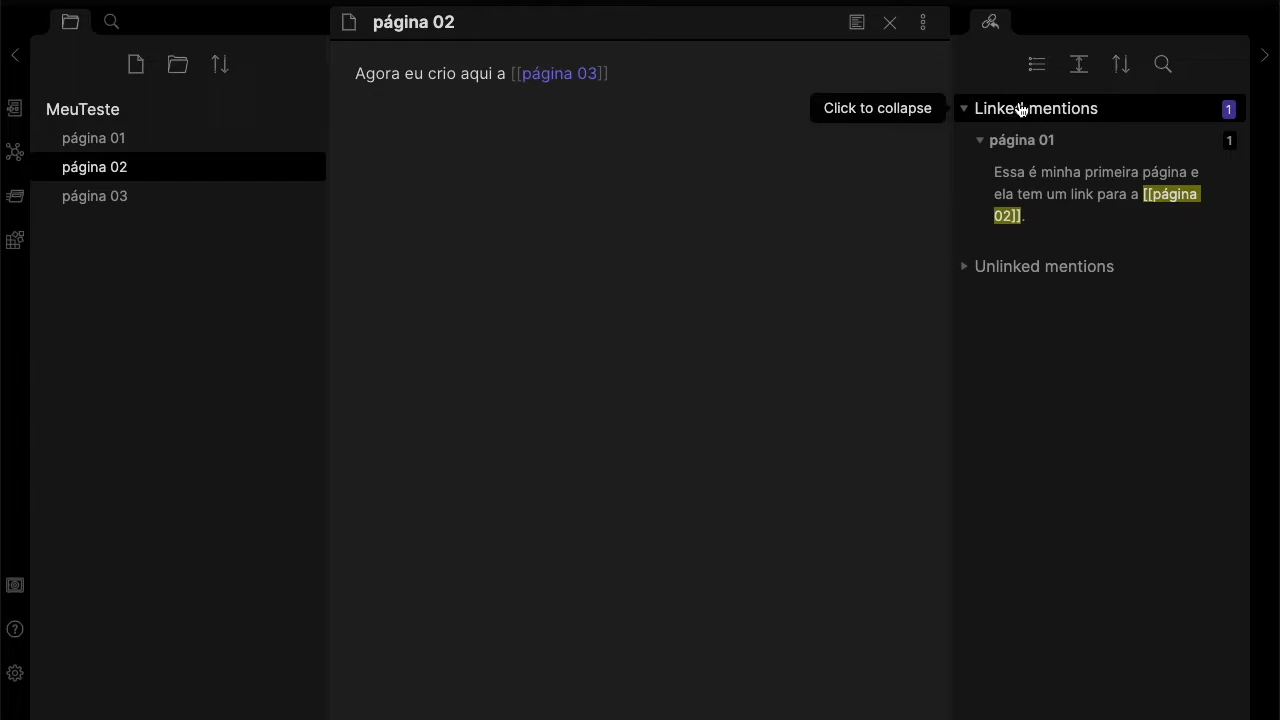 página 02
Agora eu crio aqui a [[página 03]]
MeuTeste
página 01
página 02
página 03
Click to collapse
Linked mentions
1
página 01
1
Essa é minha primeira página e
ela tem um link para a [[página
02]].
Unlinked mentions